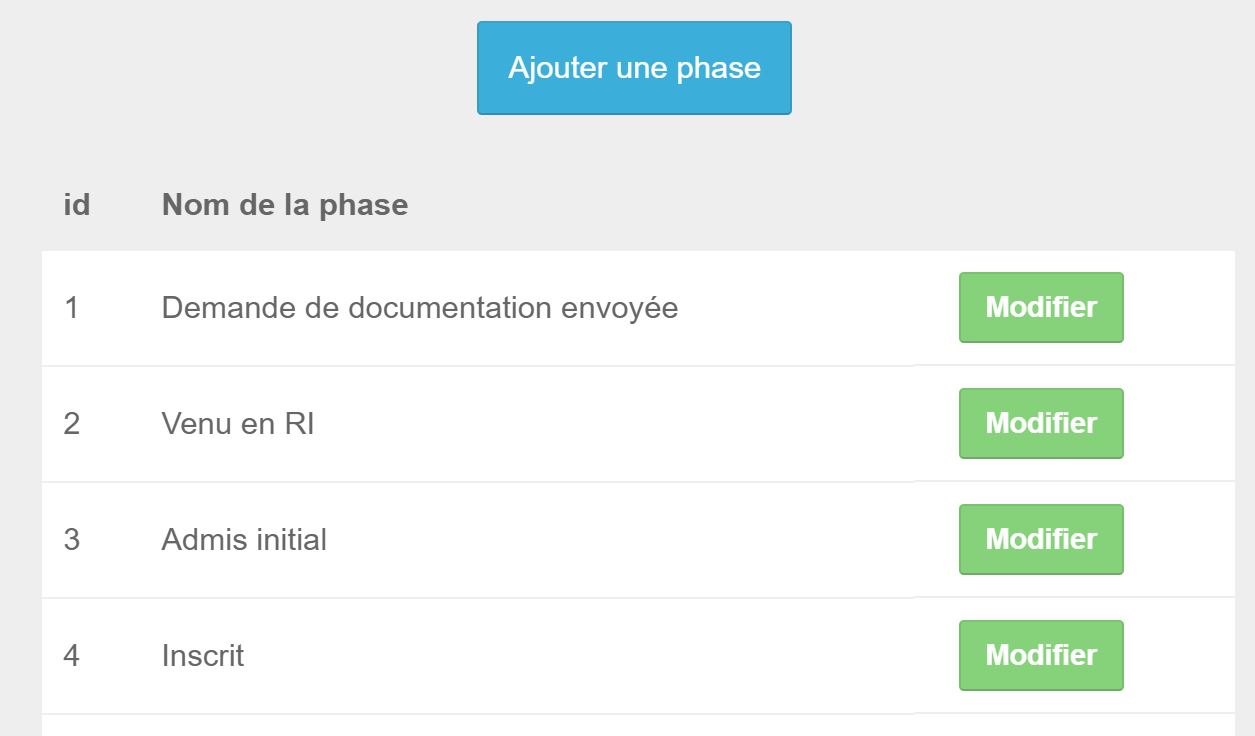 Ajouter une phase
id Nom de la phase
1 Demande de documentation envoyée Modifier
2 Venu en RI Modifier
3 Admis initial Modifier
4 Inscrit Modifier